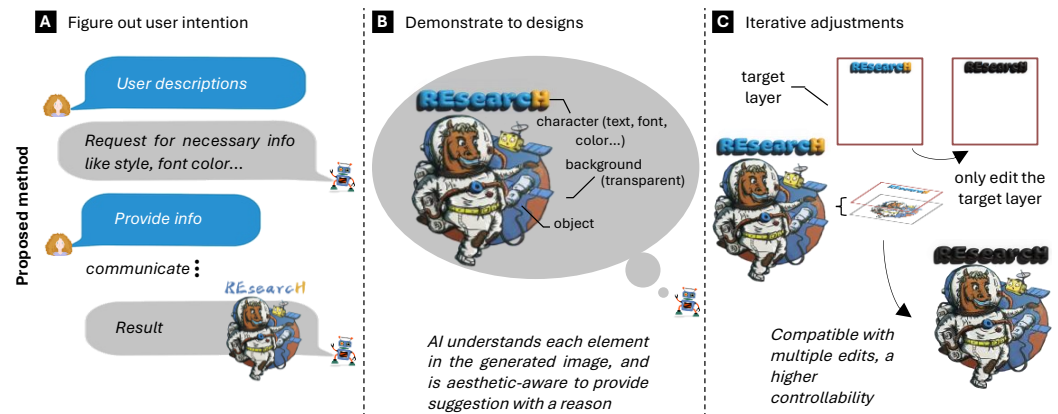 Proposed method
A Figure out user intention
User descriptions
Request for necessary info
like style, font color...
Provide info
communicate
REsearcH
Result
B Demonstrate to designs
REsearcH
character (text, font,
color...)
background
(transparent)
object
AI understands each element
in the generated image, and
is aesthetic-aware to provide
suggestion with a reason
C Iterative adjustments
target
layer
REsearcH
REsearcH
REsearcH
only edit the
target layer
REsearcH
REsearcH
Compatible with
multiple edits, a
higher
controllability